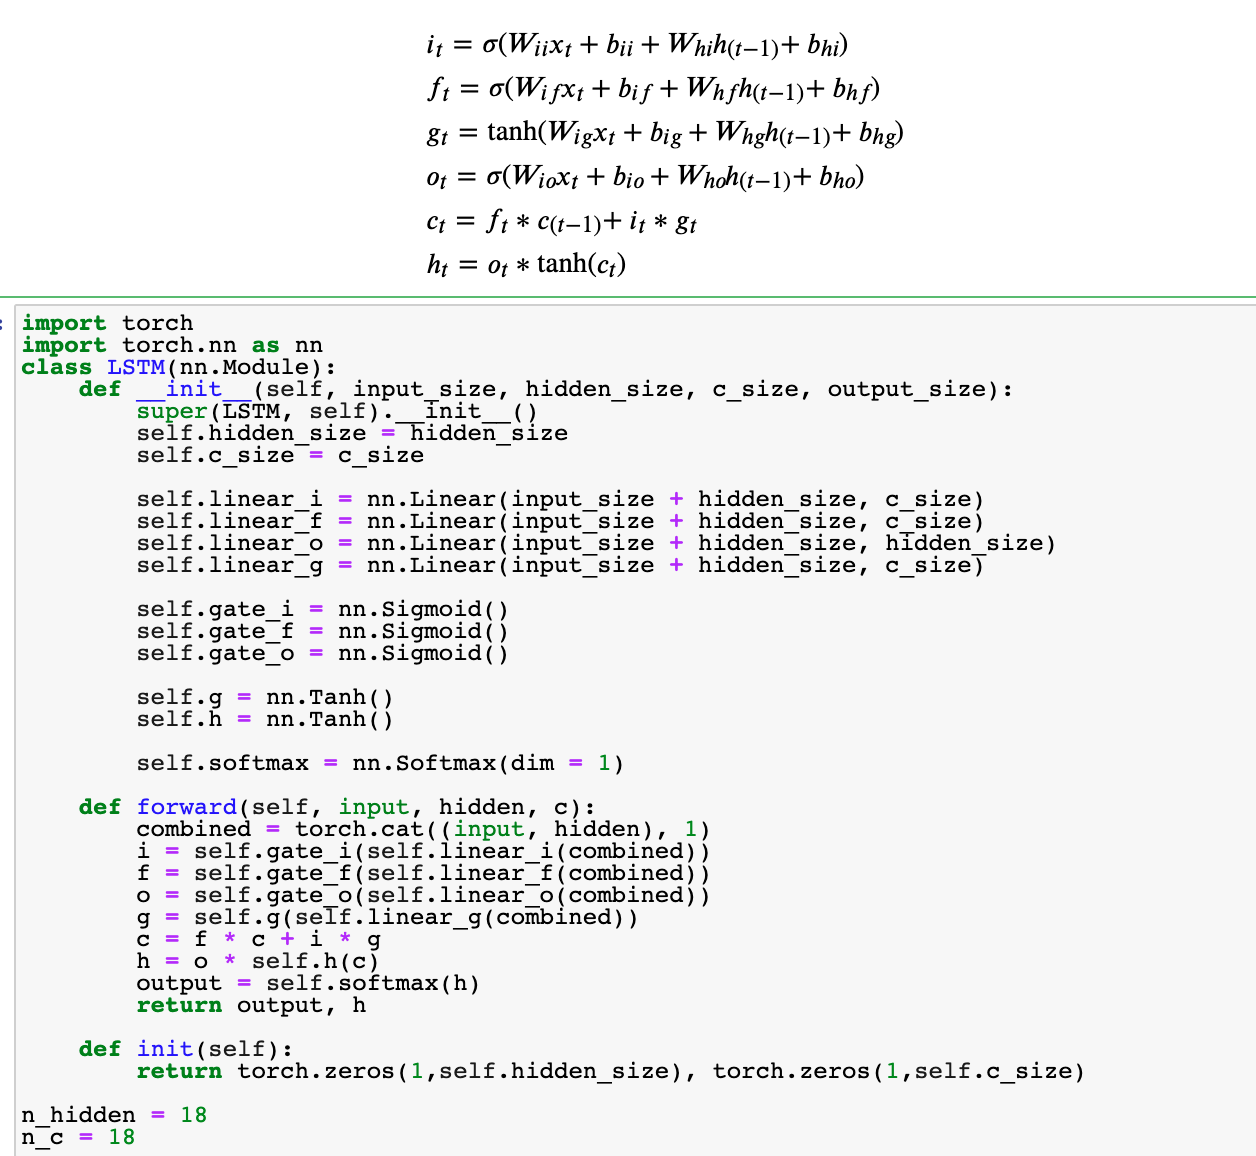 i_t = σ(W_{ii}x_t + b_{ii} + W_{hi}h_{(t−1)} + b_{hi})
f_t = σ(W_{if}x_t + b_{if} + W_{hf}h_{(t−1)} + b_{hf})
g_t = tanh(W_{ig}x_t + b_{ig} + W_{hg}h_{(t−1)} + b_{hg})
o_t = σ(W_{io}x_t + b_{io} + W_{ho}h_{(t−1)} + b_{ho})
c_t = f_t * c_{(t−1)} + i_t * g_t
h_t = o_t * tanh(c_t)
: import torch
import torch.nn as nn
class LSTM(nn.Module):
    def __init__(self, input_size, hidden_size, c_size, output_size):
        super(LSTM, self).__init__()
        self.hidden_size = hidden_size
        self.c_size = c_size
        self.linear_i = nn.Linear(input_size + hidden_size, c_size)
        self.linear_f = nn.Linear(input_size + hidden_size, c_size)
        self.linear_o = nn.Linear(input_size + hidden_size, hidden_size)
        self.linear_g = nn.Linear(input_size + hidden_size, c_size)
        self.gate_i = nn.Sigmoid()
        self.gate_f = nn.Sigmoid()
        self.gate_o = nn.Sigmoid()
        self.g = nn.Tanh()
        self.h = nn.Tanh()
        self.softmax = nn.Softmax(dim = 1)
    def forward(self, input, hidden, c):
        combined = torch.cat((input, hidden), 1)
        i = self.gate_i(self.linear_i(combined))
        f = self.gate_f(self.linear_f(combined))
        o = self.gate_o(self.linear_o(combined))
        g = self.g(self.linear_g(combined))
        c = f * c + i * g
        h = o * self.h(c)
        output = self.softmax(h)
        return output, h
    def init(self):
        return torch.zeros(1,self.hidden_size), torch.zeros(1,self.c_size)
n_hidden = 18
n_c = 18